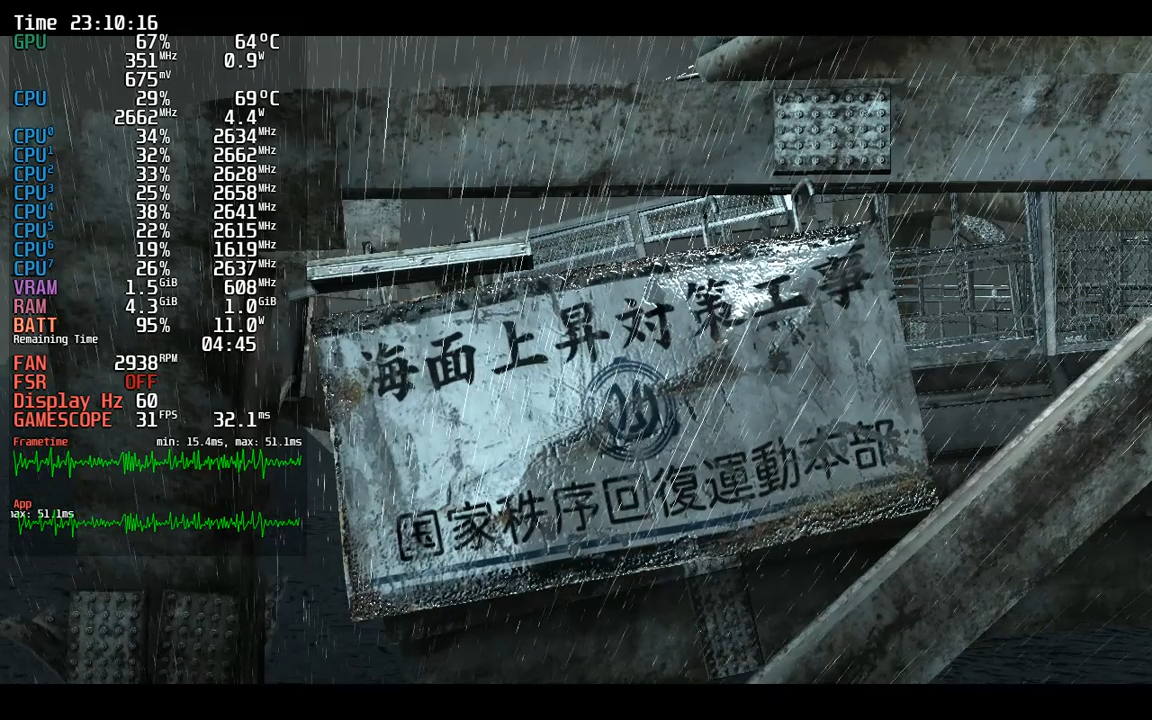 Time 23:10:16
GPU 67% 64°C
351MHz 0.9W
675mV
CPU 29% 69°C
2662MHz 4.4W
CPU0 34% 2634MHz
CPU1 32% 2662MHz
CPU2 33% 2628MHz
CPU3 25% 2658MHz
CPU4 38% 2641MHz
CPU5 22% 2615MHz
CPU6 19% 1619MHz
CPU7 26% 2637MHz
VRAM 1.5GiB 608MHz
RAM 4.3GiB 1.0GiB
BATT 95% 11.0W
Remaining Time 04:45
FAN 2938RPM
FSR OFF
Display Hz 60
GAMESCOPE 31FPS 32.1ms
Frametime min: 15.4ms, max: 51.1ms
App
max: 51.1ms
海面上昇対策工事
国家秩序回復運動本部